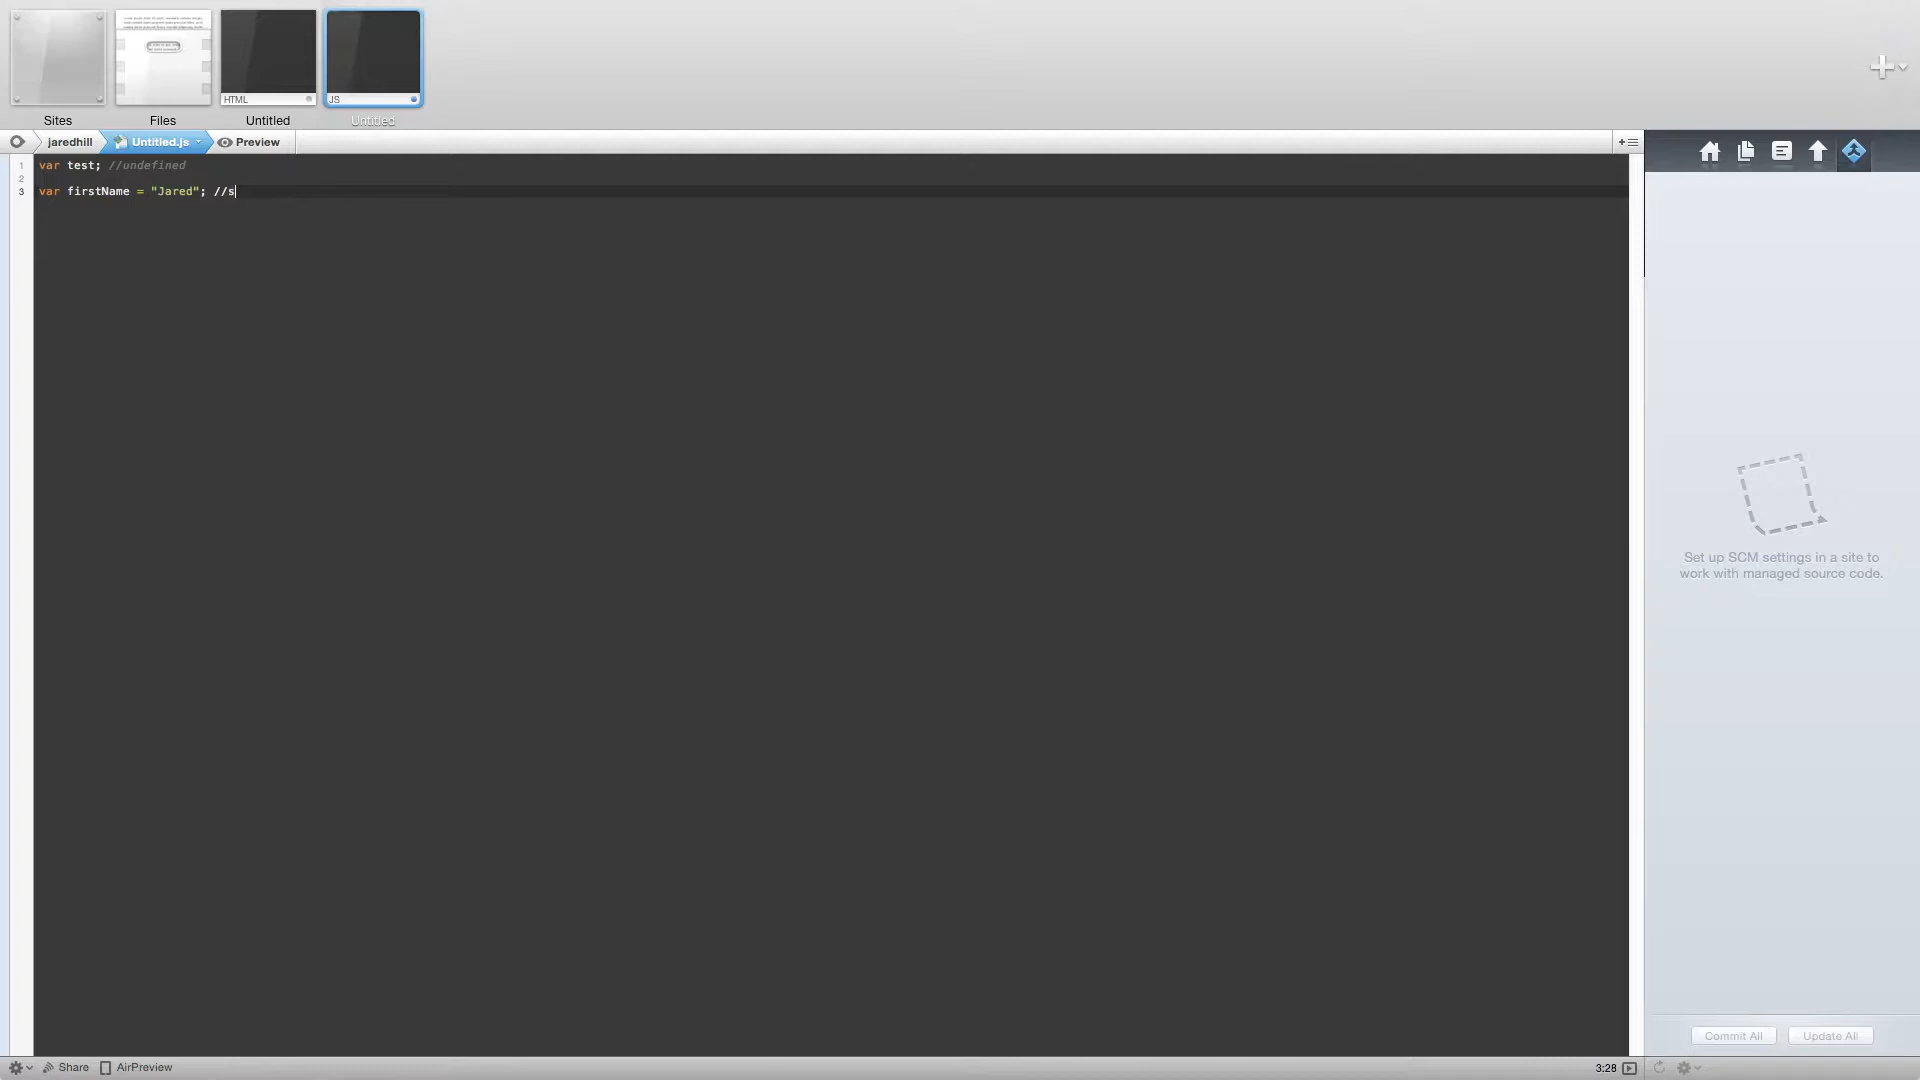 HTML
JS
Sites
Files
Untitled
Untitled
jaredhill
Untitled.js
Preview
1 var test; //undefined
2
3 var firstName = "Jared"; //s
Set up SCM settings in a site to
work with managed source code.
Commit All
Update All
Share
AirPreview
3:28